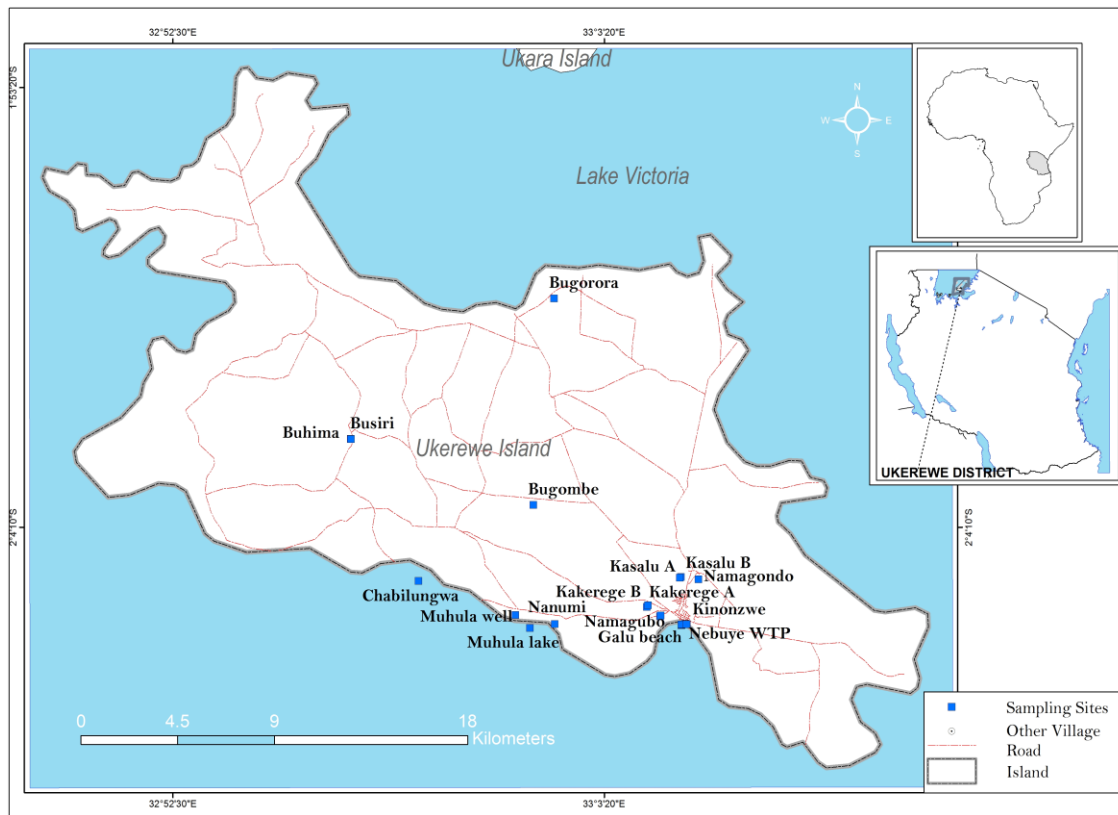 32°52'30"E
33°3'20"E
Ukara Island
1°53'20"S
N
W
E
S
Lake Victoria
Bugorora
Busiri
Buhima
Ukerewe Island
UKEREWE DISTRICT
Bugombe
2°4'10"S
2°4'10"S
Kasalu A
Kasalu B
Namagondo
Chabilungwa
Kakerege B
Kakerege A
Muhula well
Nanumi
Namagubo
Kinonzwe
Muhula lake
Galu beach
Nebuye WTP
0
4.5
9
18
Kilometers
Sampling Sites
Other Village
Road
Island
32°52'30"E
33°3'20"E